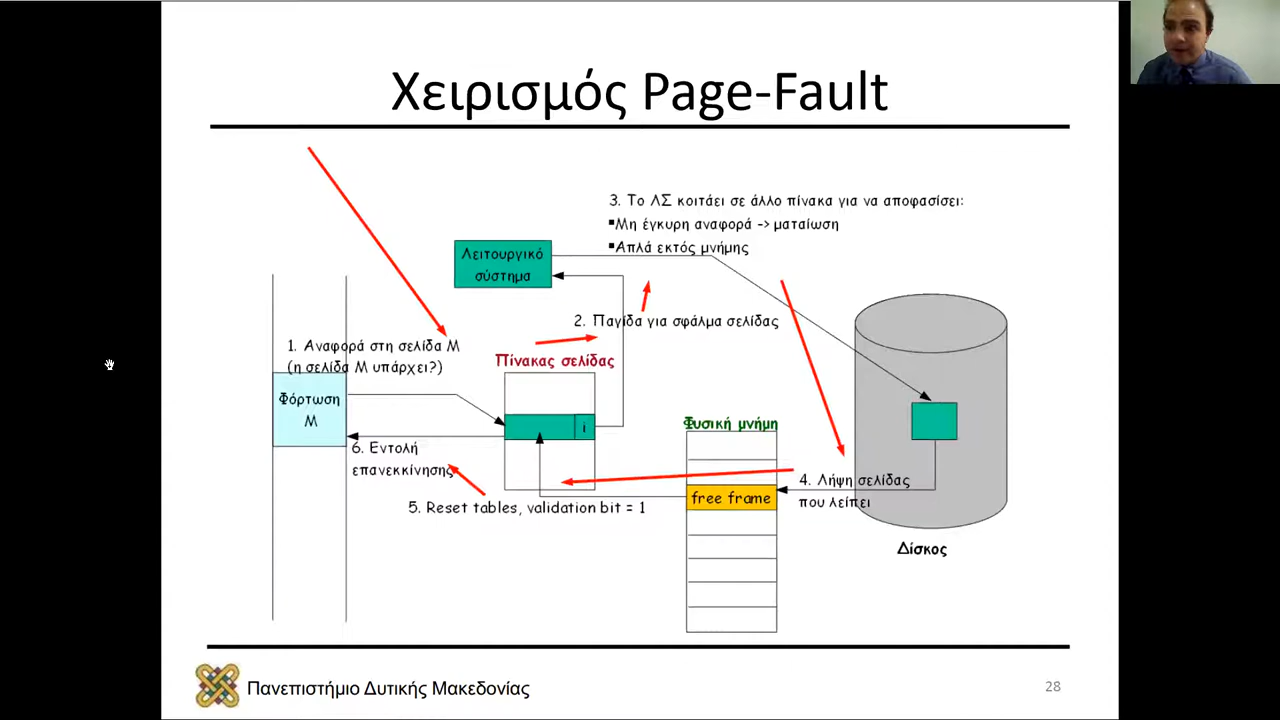 Χειρισμός Page-Fault
3. Το ΛΣ κοιτάει σε άλλο πίνακα για να αποφασίσει:
▪Μη έγκυρη αναφορά -> ματαίωση
▪Απλά εκτός μνήμης
Λειτουργικό
σύστημα
2. Παγίδα για σφάλμα σελίδας
1. Αναφορά στη σελίδα M
(η σελίδα M υπάρχει?)
Πίνακας σελίδας
Φόρτωση
M
i
Φυσική μνήμη
6. Εντολή
επανεκκίνησης
4. Λήψη σελίδας
που λείπει
free frame
5. Reset tables, validation bit = 1
Δίσκος
Πανεπιστήμιο Δυτικής Μακεδονίας
28